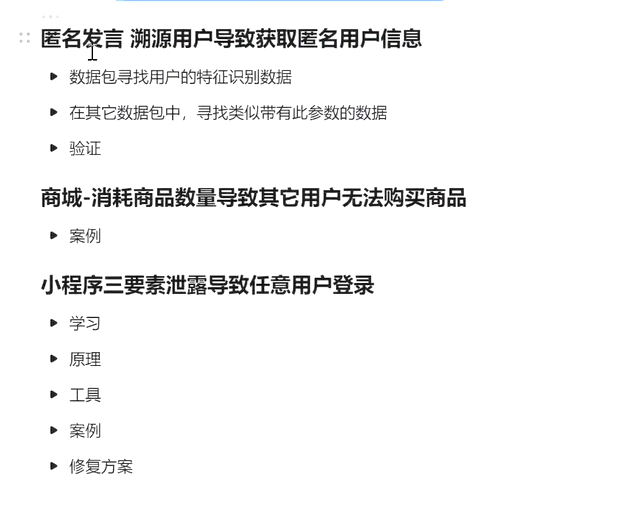 匿名发言 溯源用户导致获取匿名用户信息
数据包寻找用户的特征识别数据
在其它数据包中，寻找类似带有此参数的数据
验证
商城-消耗商品数量导致其它用户无法购买商品
案例
小程序三要素泄露导致任意用户登录
学习
原理
工具
案例
修复方案